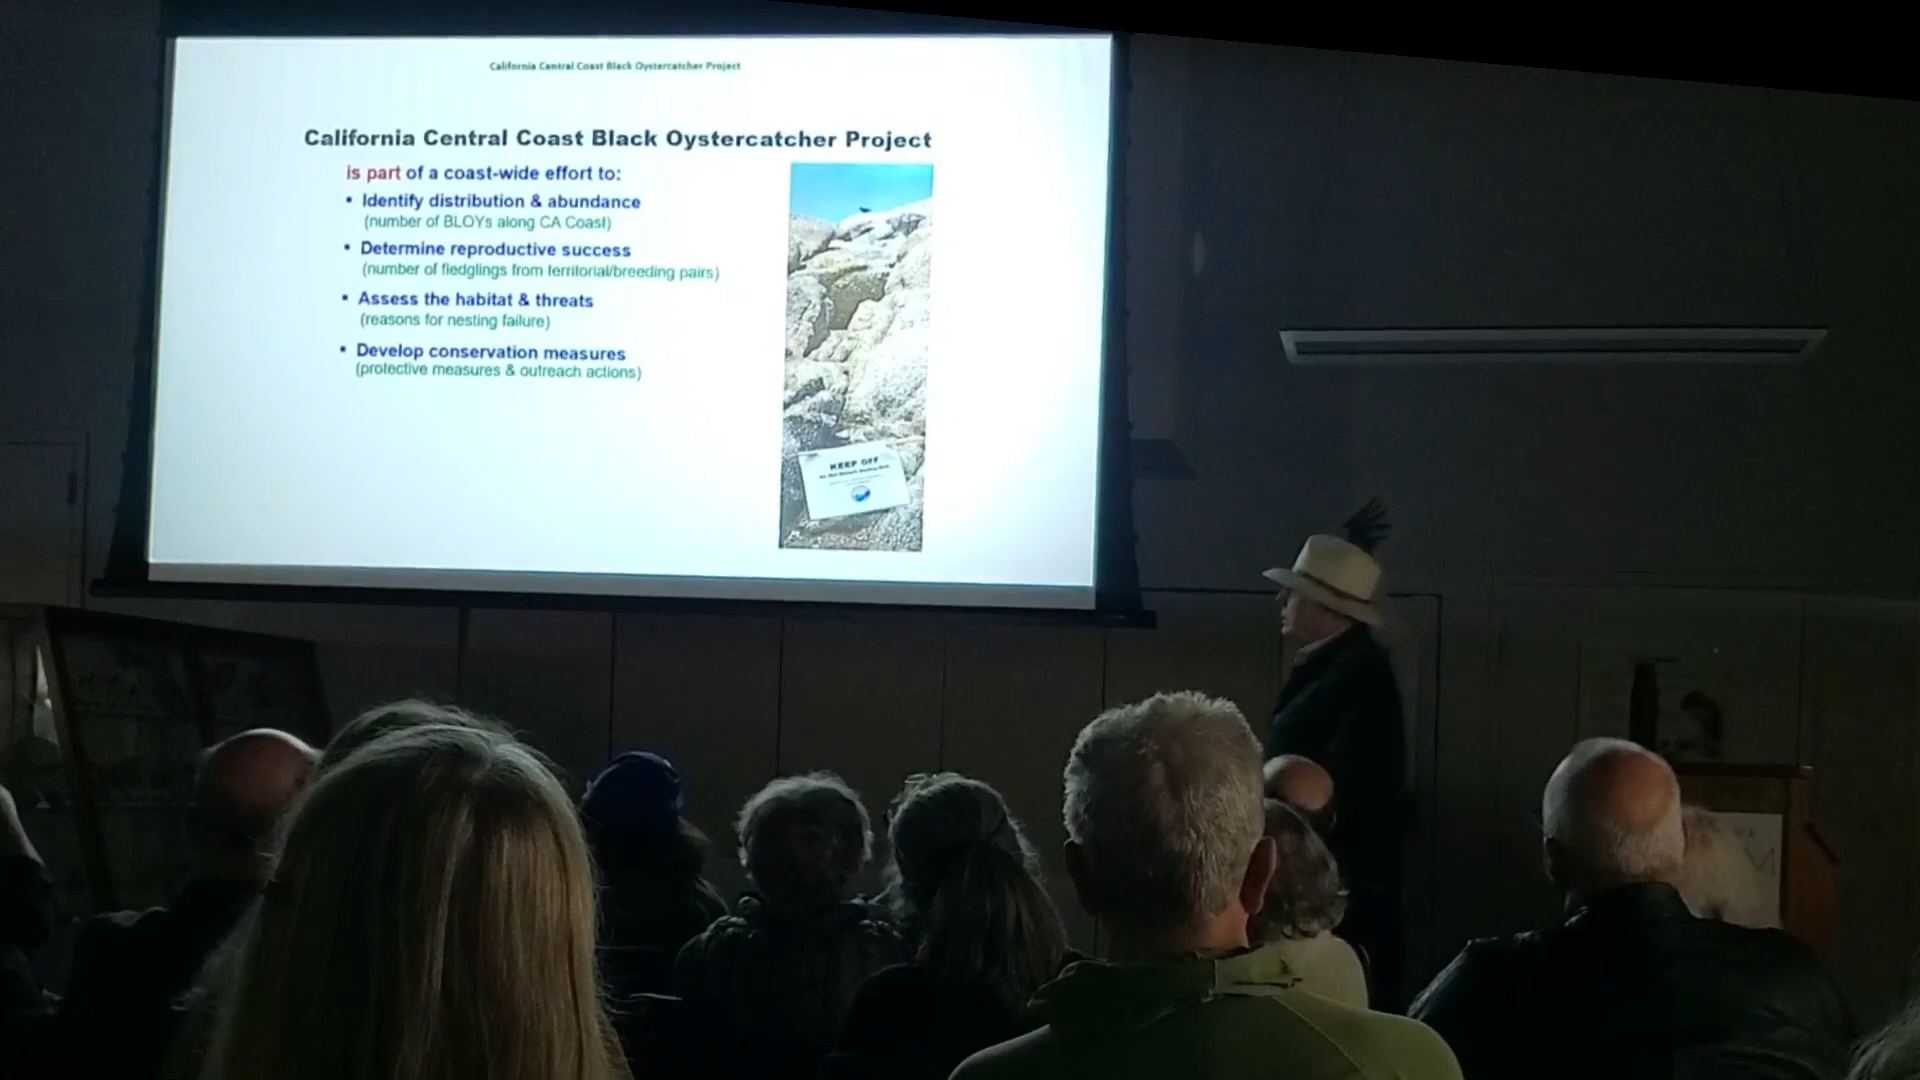 California Central Coast Black Oystercatcher Project
California Central Coast Black Oystercatcher Project
is part of a coast-wide effort to:
▪ Identify distribution & abundance
(number of BLOYs along CA Coast)
▪ Determine reproductive success
(number of fledglings from territorial/breeding pairs)
▪ Assess the habitat & threats
(reasons for nesting failure)
▪ Develop conservation measures
(protective measures & outreach actions)
KEEP OFF